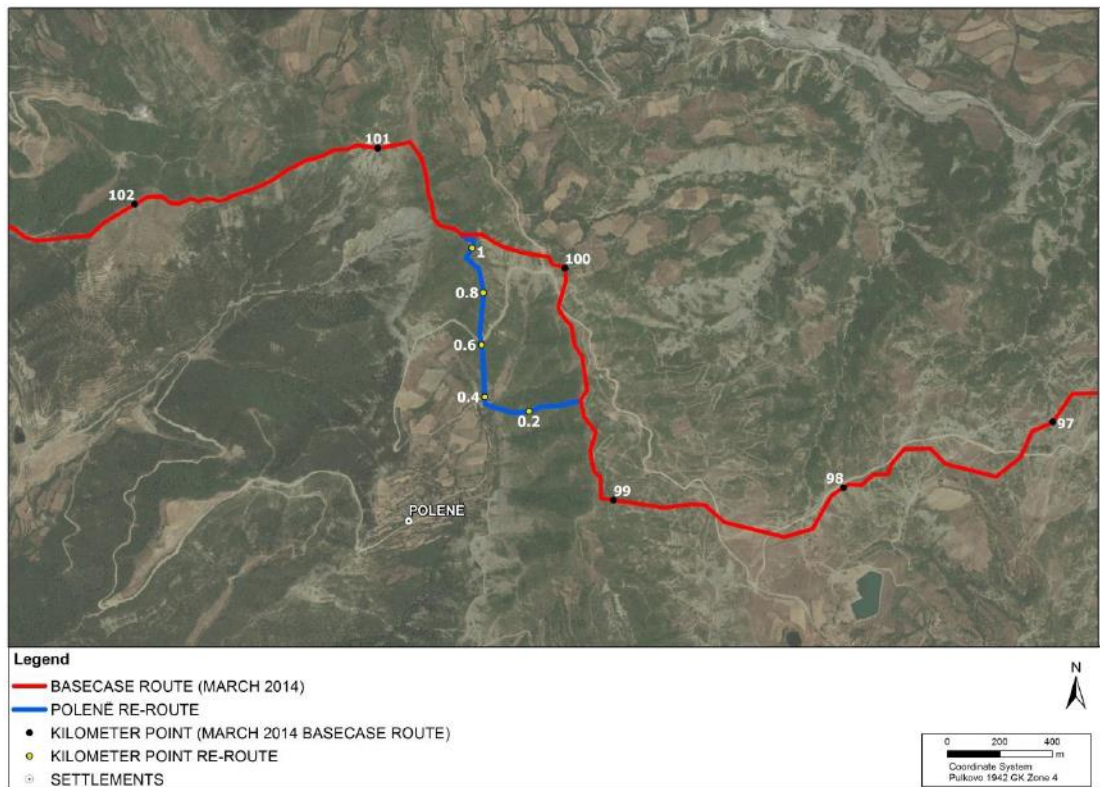 101
102
1
100
0.8
0.6
0.4
0.2
97
98
99
POLENË
Legend
BASECASE ROUTE (MARCH 2014)
POLENË RE-ROUTE
KILOMETER POINT (MARCH 2014 BASECASE ROUTE)
KILOMETER POINT RE-ROUTE
SETTLEMENTS
N
0 200 400
m
Coordinate System
Pulkovo 1942 GK Zone 4